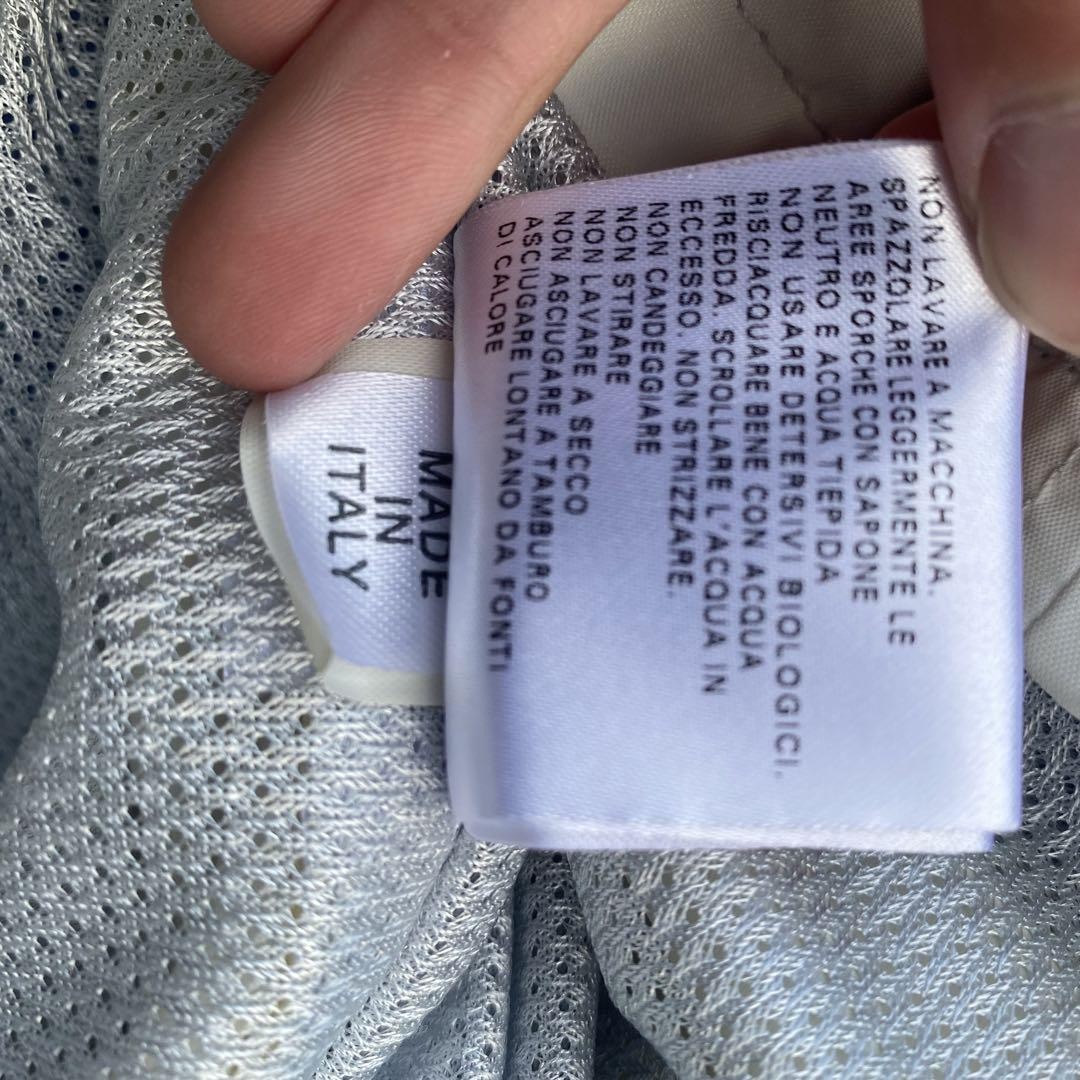 NON LAVARE A MACCHINA.
SPAZZOLARE LEGGERMENTE LE
AREE SPORCHE CON SAPONE
NEUTRO E ACQUA TIEPIDA
NON USARE DETERSIVI BIOLOGICI.
RISCIACQUARE BENE CON ACQUA
FREDDA. SCROLLARE L'ACQUA IN
ECCESSO. NON STRIZZARE.
NON CANDEGGIARE
NON STIRARE
NON LAVARE A SECCO
NON ASCIUGARE A TAMBURO
ASCIUGARE LONTANO DA FONTI
DI CALORE
MADE
IN
ITALY